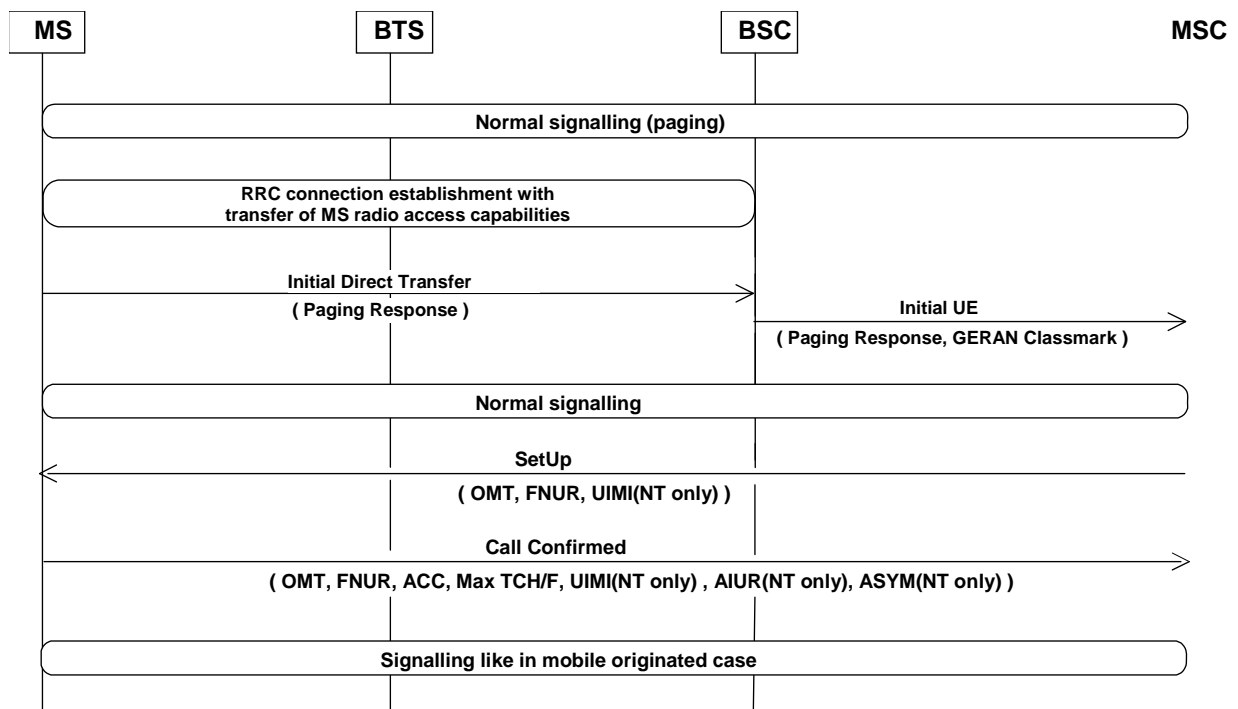 MS BTS BSC MSC
Normal signalling (paging)
RRC connection establishment with
transfer of MS radio access capabilities
Initial Direct Transfer
( Paging Response )
Initial UE
( Paging Response, GERAN Classmark )
Normal signalling
SetUp
( OMT, FNUR, UIMI(NT only) )
Call Confirmed
( OMT, FNUR, ACC, Max TCH/F, UIMI(NT only) , AIUR(NT only), ASYM(NT only) )
Signalling like in mobile originated case